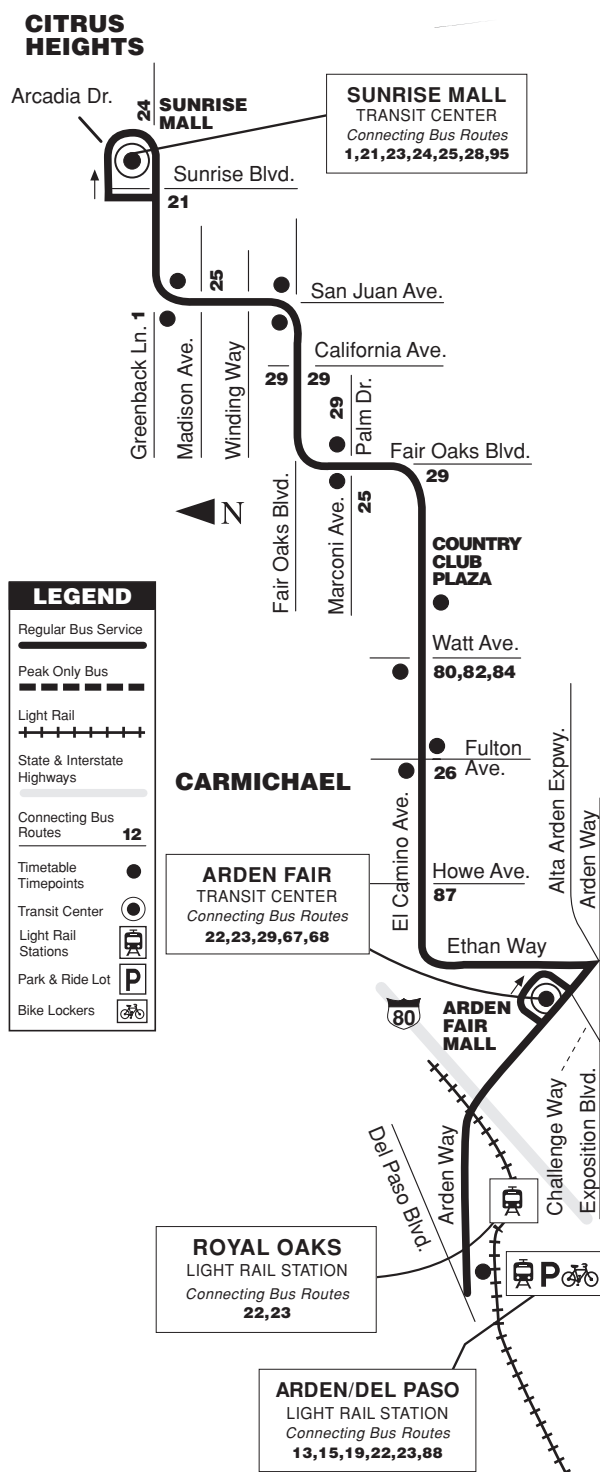 CITRUS
HEIGHTS
Arcadia Dr.
24
SUNRISE
MALL
SUNRISE MALL
TRANSIT CENTER
Connecting Bus Routes
1,21,23,24,25,28,95
Sunrise Blvd.
21
25
San Juan Ave.
Greenback Ln. 1
Madison Ave.
Winding Way
California Ave.
29
29
29
Palm Dr.
Fair Oaks Blvd.
29
Fair Oaks Blvd.
Marconi Ave.
25
N
COUNTRY
CLUB
PLAZA
LEGEND
Regular Bus Service
Peak Only Bus
Light Rail
State & Interstate
Highways
Connecting Bus
Routes 12
Timetable
Timepoints
Transit Center
Light Rail
Stations
Park & Ride Lot P
Bike Lockers
Watt Ave.
80,82,84
CARMICHAEL
Fulton
Ave.
26
El Camino Ave.
Alta Arden Expwy.
Arden Way
Howe Ave.
87
ARDEN FAIR
TRANSIT CENTER
Connecting Bus Routes
22,23,29,67,68
Ethan Way
80
ARDEN
FAIR
MALL
Challenge Way
Exposition Blvd.
Del Paso Blvd.
Arden Way
ROYAL OAKS
LIGHT RAIL STATION
Connecting Bus Routes
22,23
P
ARDEN/DEL PASO
LIGHT RAIL STATION
Connecting Bus Routes
13,15,19,22,23,88